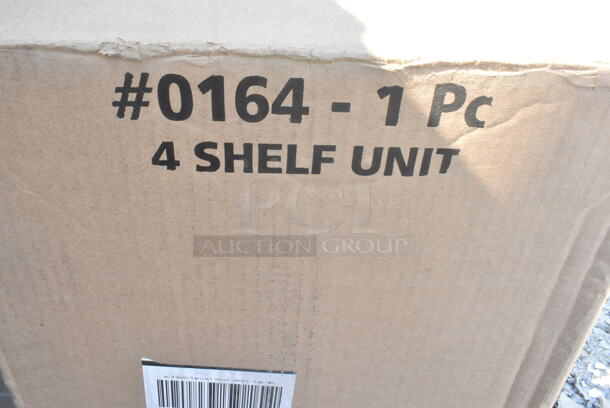 #0164 - 1 Pc
4 SHELF UNIT
PCI
AUCTION GROUP